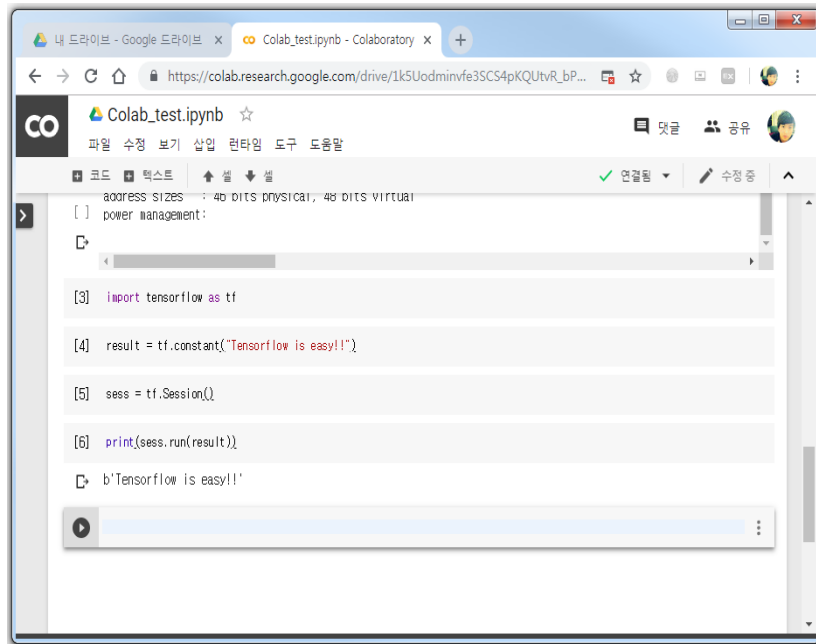 내 드라이브 - Google 드라이브 x
Colab_test.ipynb - Colaboratory x
https://colab.research.google.com/drive/1k5Uodminvfe3SCS4pKQUtvR_bP...
CO Colab_test.ipynb
댓글 공유
파일 수정 보기 삽입 런타임 도구 도움말
코드 텍스트 셀 셀 연결됨 수정 중
address sizes : 46 bits physical, 48 bits virtual
[ ] power management:
[3] import tensorflow as tf
[4] result = tf.constant("Tensorflow is easy!!")
[5] sess = tf.Session()
[6] print(sess.run(result))
b'Tensorflow is easy!!'